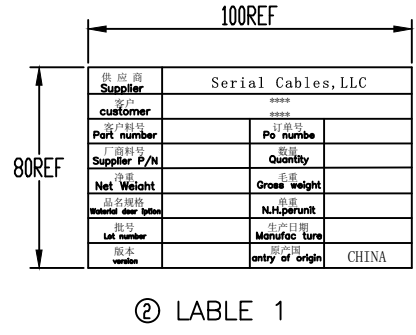 100REF
供应商 Serial Cables,LLC
Supplier
客户 ****
customer ****
客户料号 订单号
Part number Po numbe
厂商料号 数量
Supplier P/N Quantity
80REF
净重 毛重
Net Weight Gross weight
品名规格 单重
Waterial deer iption N.H.perunit
批号 生产日期
Lot number Manufac ture
版本 原产国 CHINA
version antry of origin
② LABLE 1